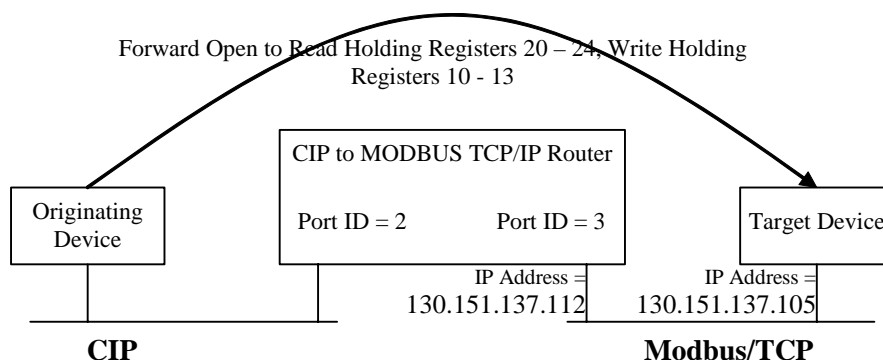 Forward Open to Read Holding Registers 20 – 24, Write Holding
Registers 10 - 13
CIP to MODBUS TCP/IP Router
Originating
Device
Port ID = 2
Port ID = 3
Target Device
IP Address =
130.151.137.112
IP Address =
130.151.137.105
CIP
Modbus/TCP